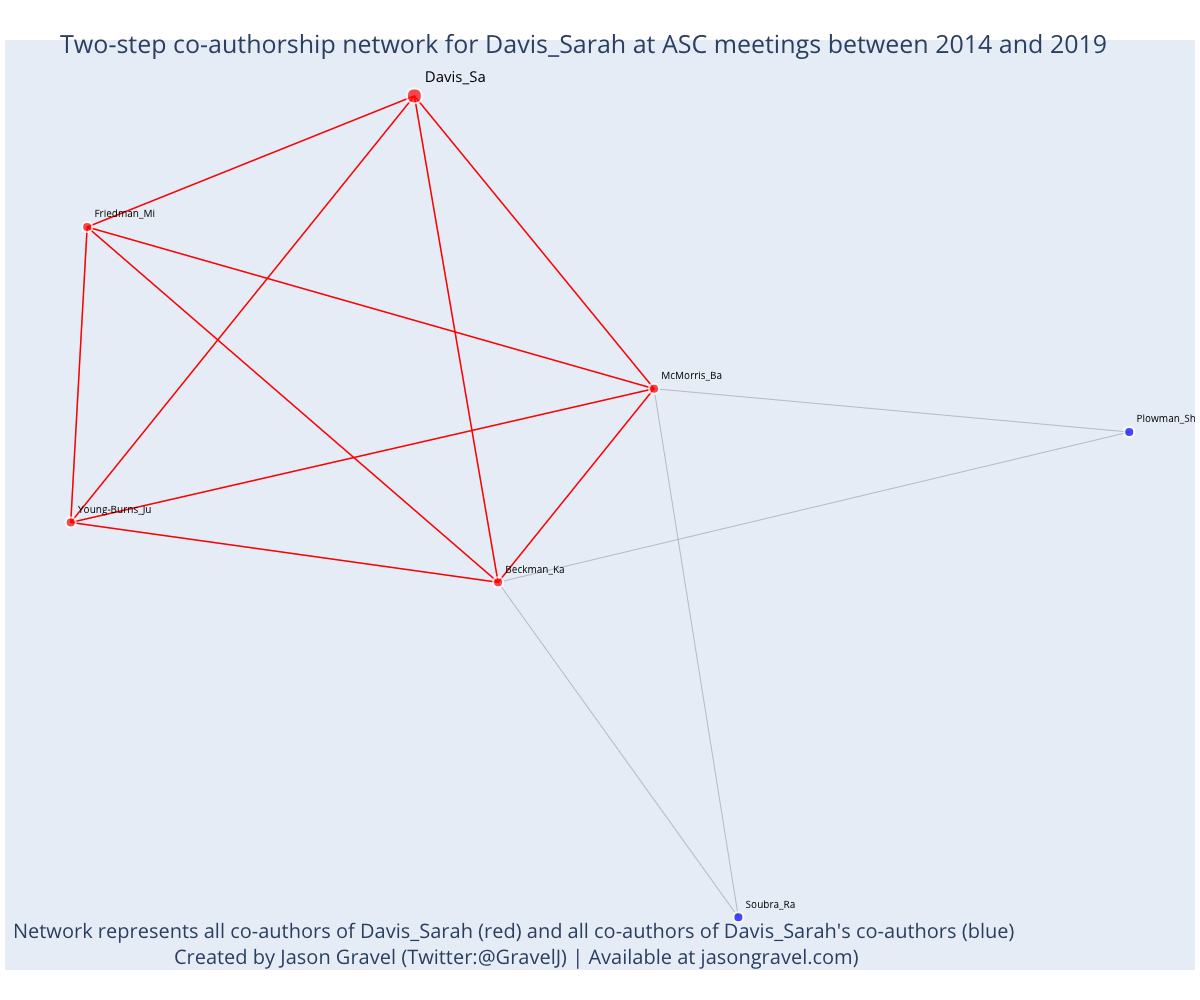 Two-step co-authorship network for Davis_Sarah at ASC meetings between 2014 and 2019
Davis_Sa
Friedman_Mi
McMorris_Ba
Plowman_Sh
Young-Burns_Ju
Beckman_Ka
Soubra_Ra
Network represents all co-authors of Davis_Sarah (red) and all co-authors of Davis_Sarah's co-authors (blue)
Created by Jason Gravel (Twitter:@GravelJ) | Available at jasongravel.com)